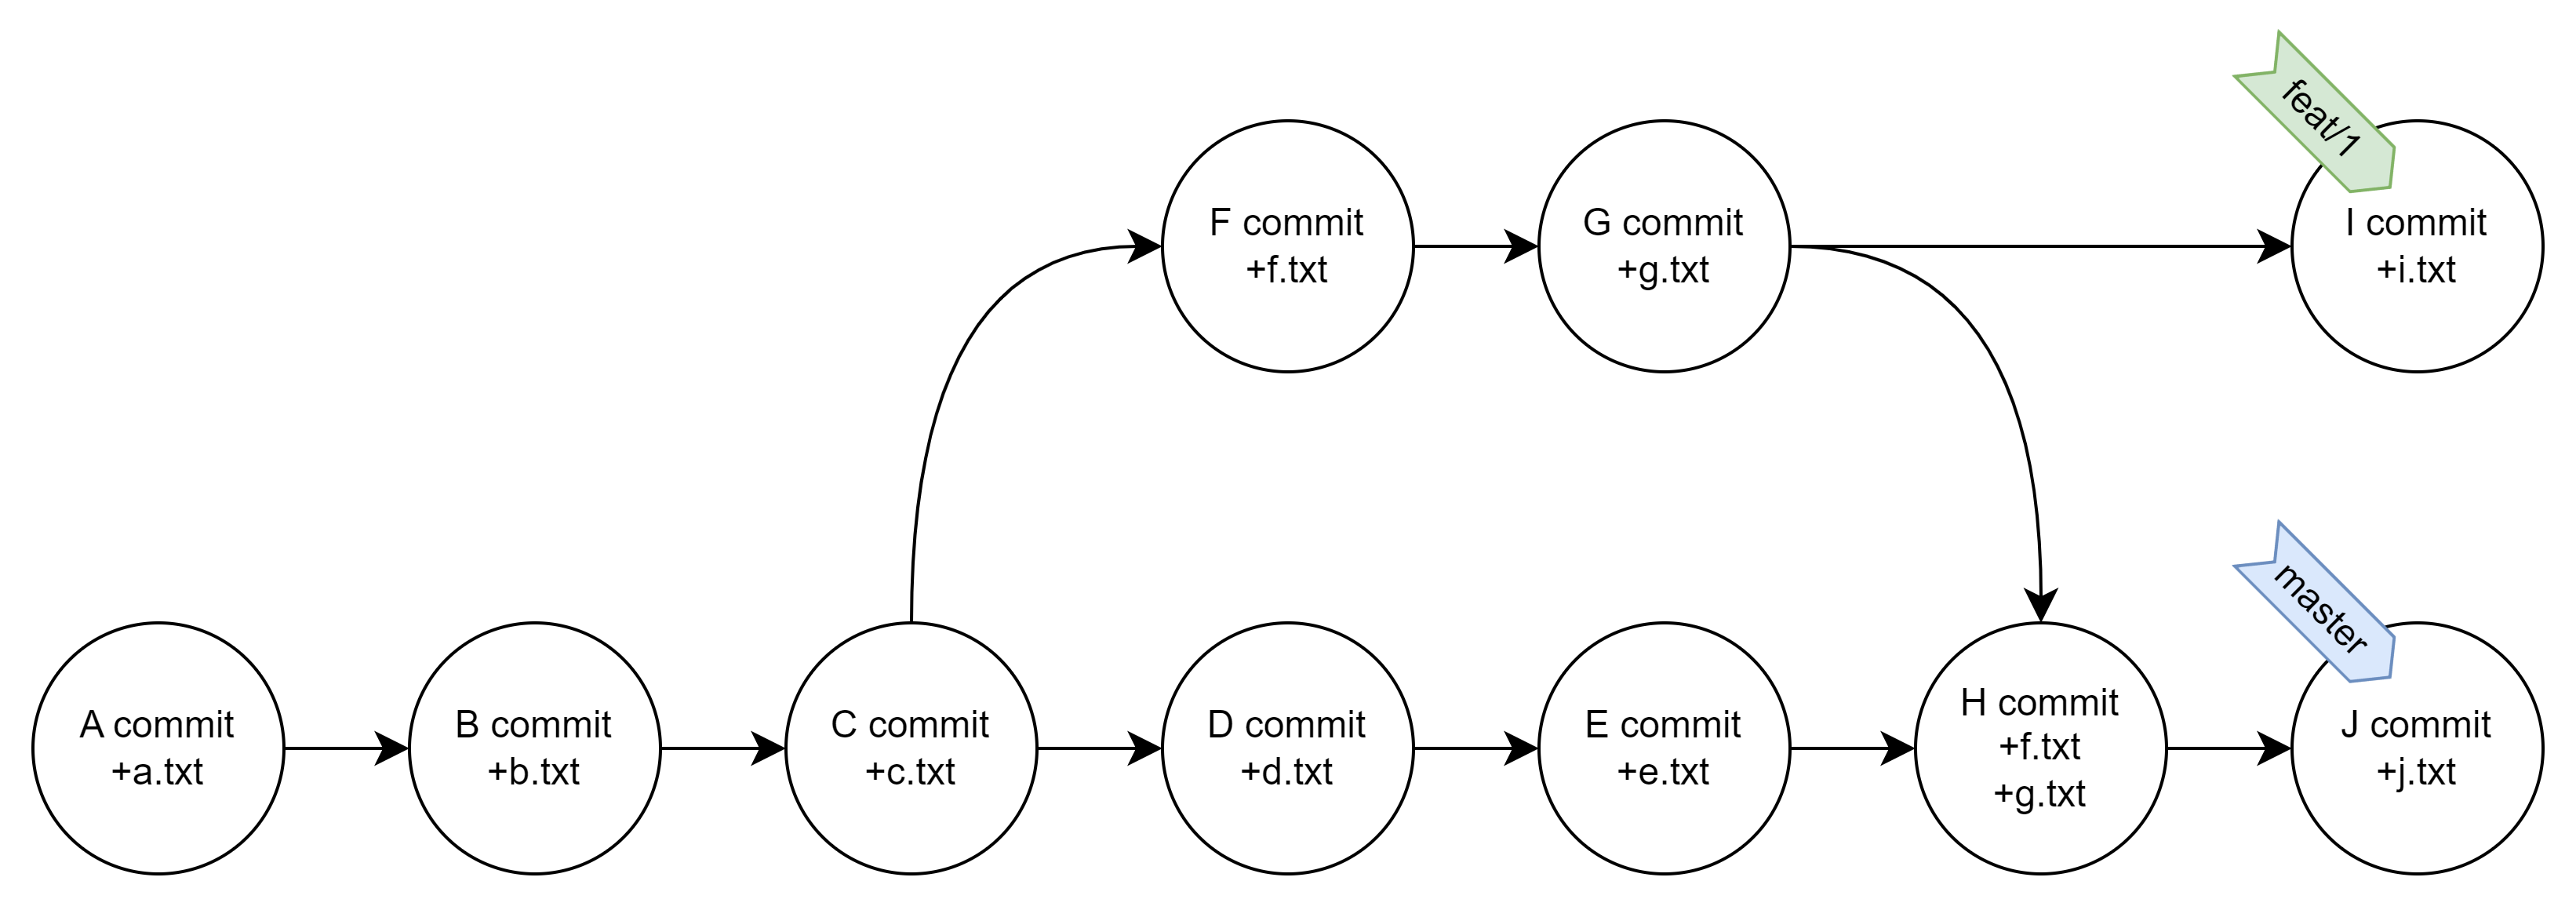 feat/1
F commit
+f.txt
G commit
+g.txt
I commit
+i.txt
master
A commit
+a.txt
B commit
+b.txt
C commit
+c.txt
D commit
+d.txt
E commit
+e.txt
H commit
+f.txt
+g.txt
J commit
+j.txt